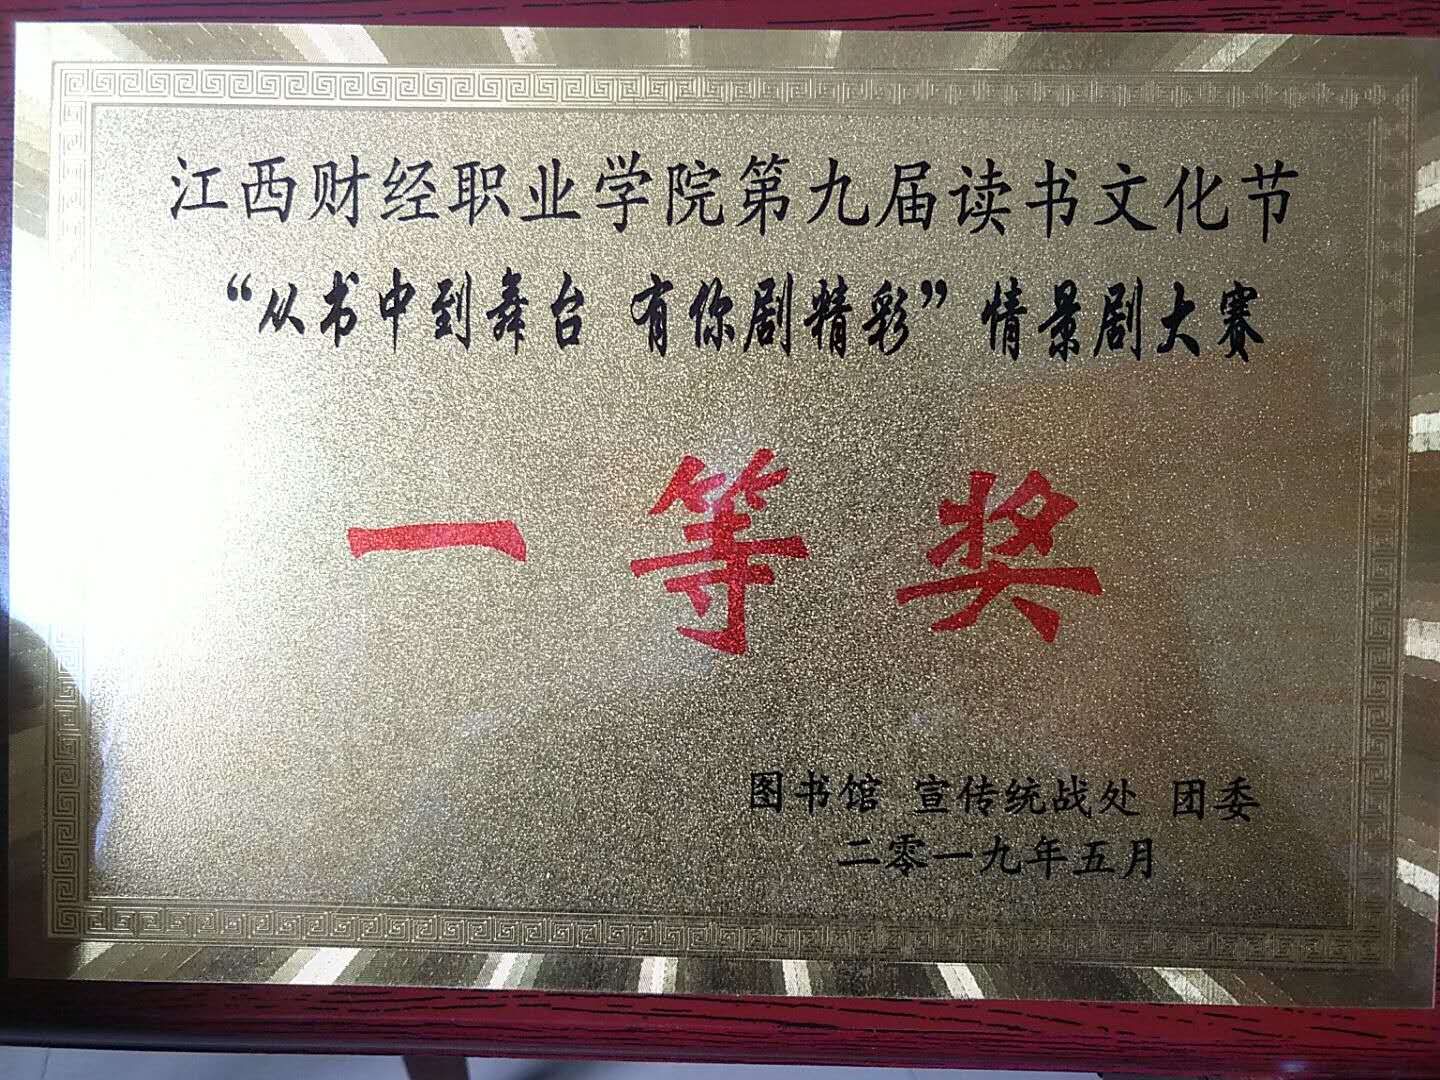 江西财经职业学院第九届读书文化节
“从书中到舞台 有你剧精彩”情景剧大赛
一等奖
图书馆 宣传统战处 团委
二零一九年五月